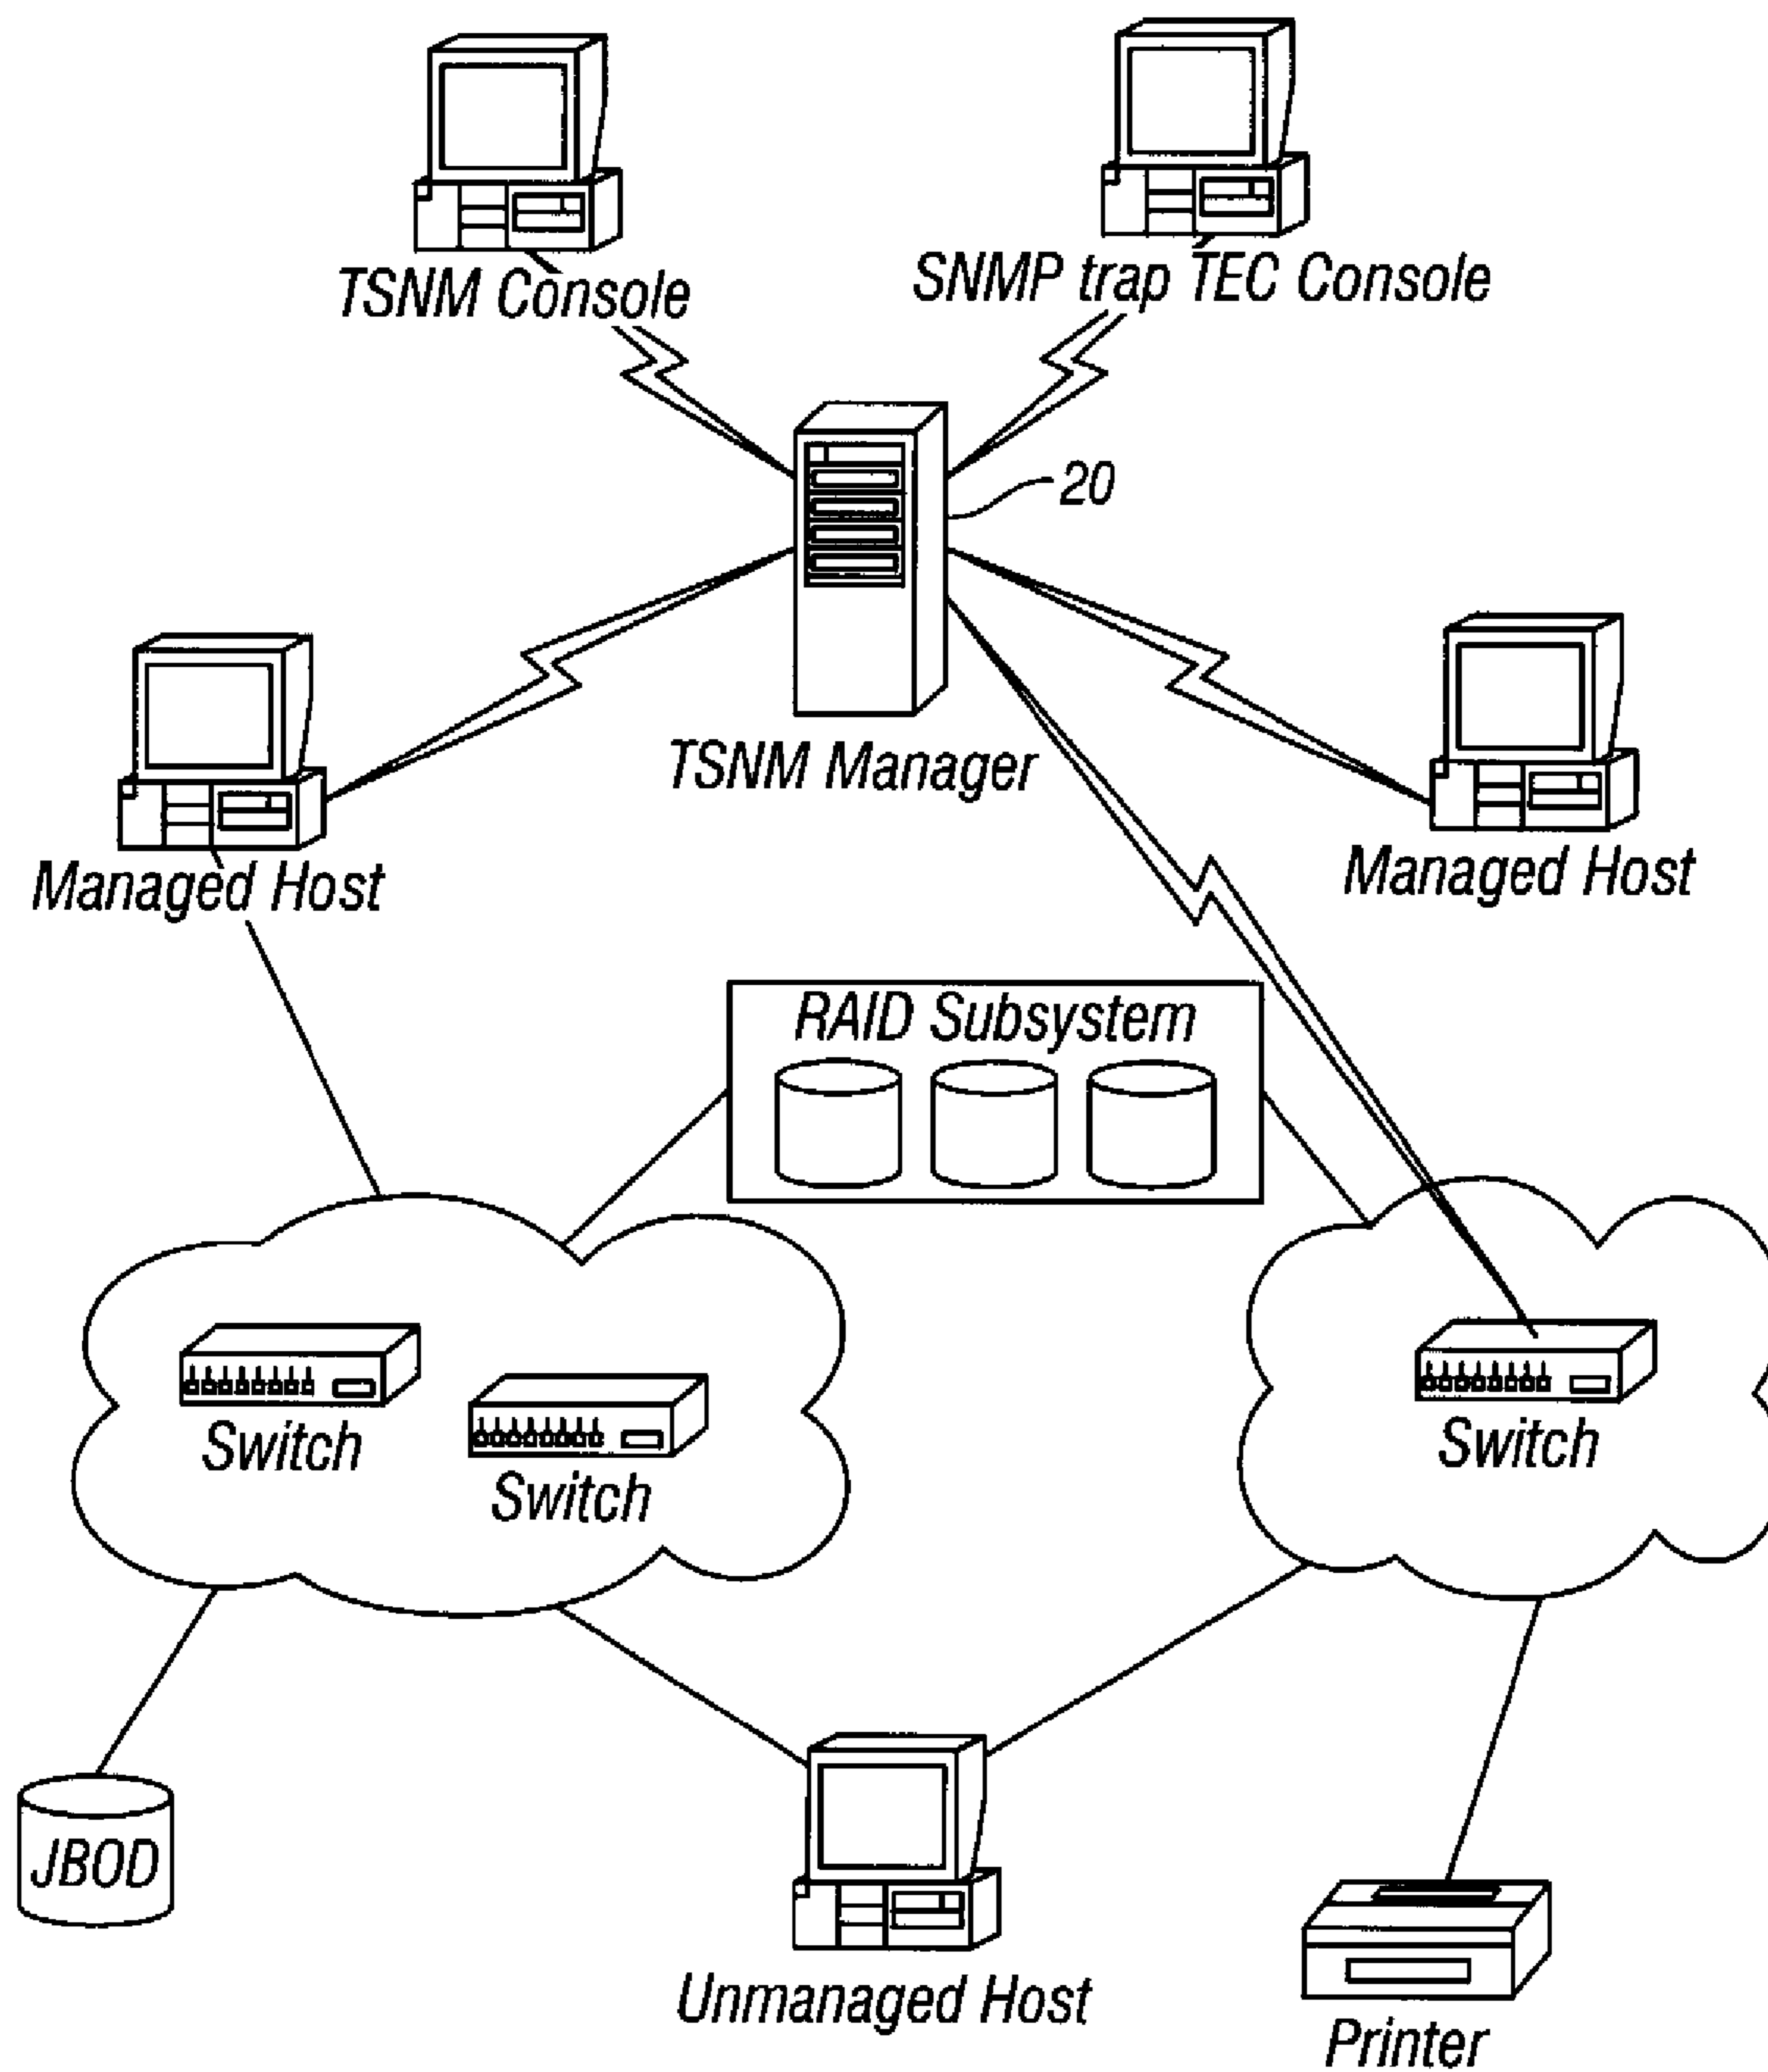 TSNM Console
SNMP trap TEC Console
20
TSNM Manager
Managed Host
Managed Host
RAID Subsystem
Switch
Switch
Switch
JBOD
Unmanaged Host
Printer